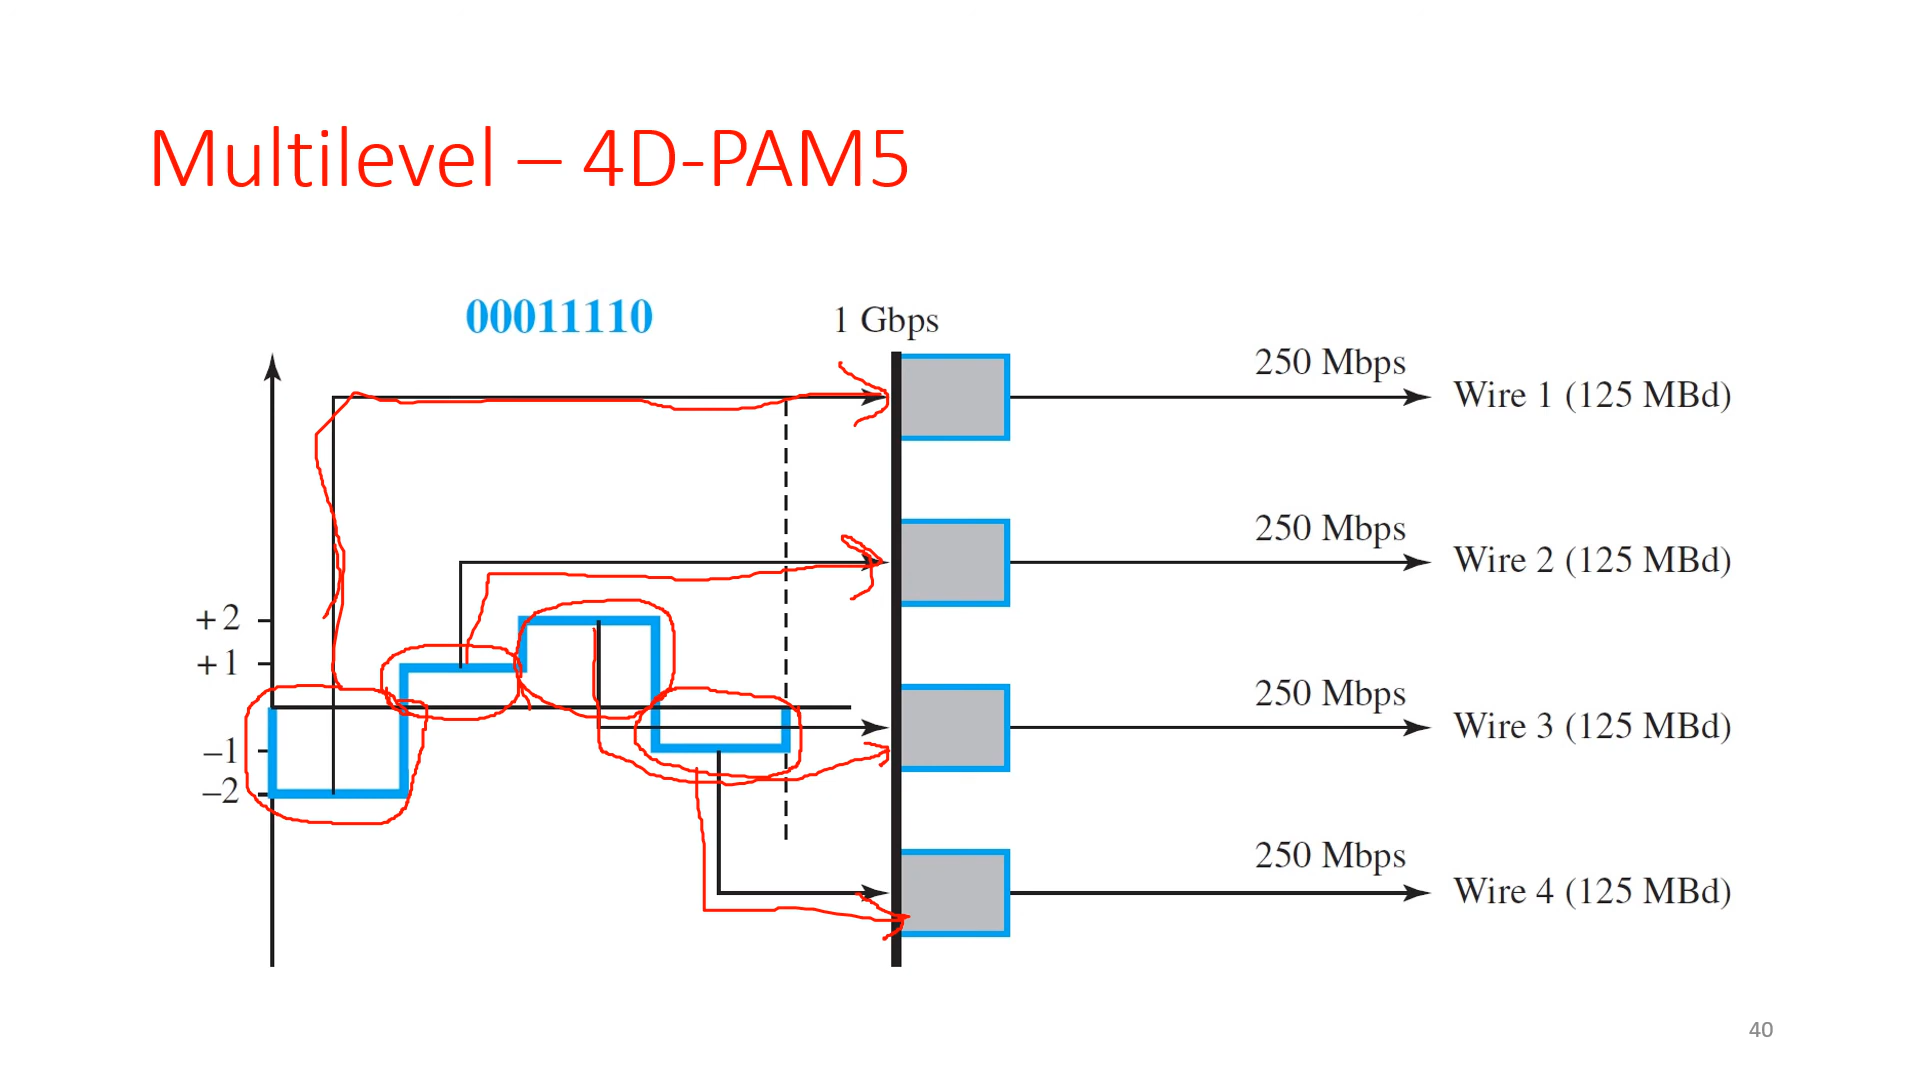 Multilevel – 4D-PAM5
00011110
1 Gbps
250 Mbps
Wire 1 (125 MBd)
250 Mbps
Wire 2 (125 MBd)
+2
+1
250 Mbps
Wire 3 (125 MBd)
–1
–2
250 Mbps
Wire 4 (125 MBd)
40